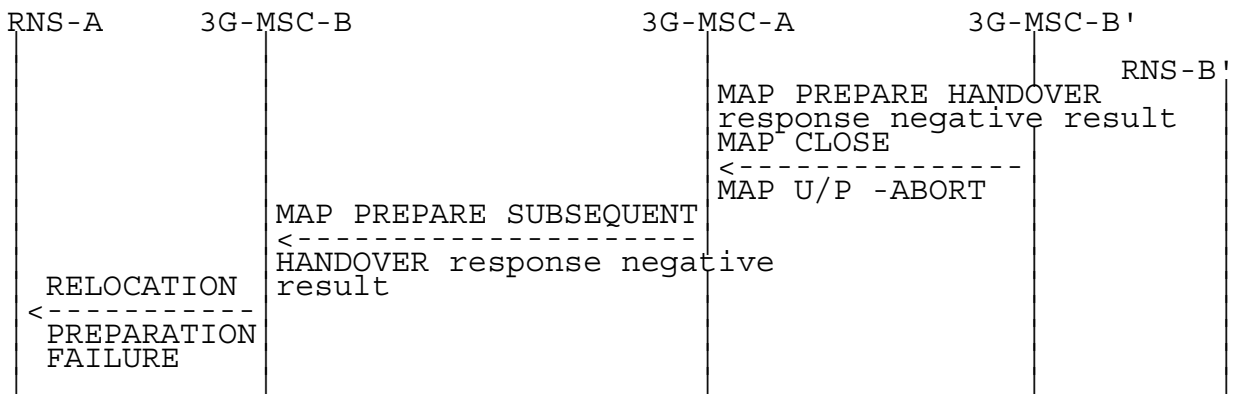 RNS-A 3G-MSC-B 3G-MSC-A 3G-MSC-B'
RNS-B'
MAP PREPARE HANDOVER
response negative result
MAP CLOSE
<---------------
MAP U/P -ABORT
MAP PREPARE SUBSEQUENT
<----------------------
HANDOVER response negative
result
RELOCATION
<-----------
PREPARATION
FAILURE